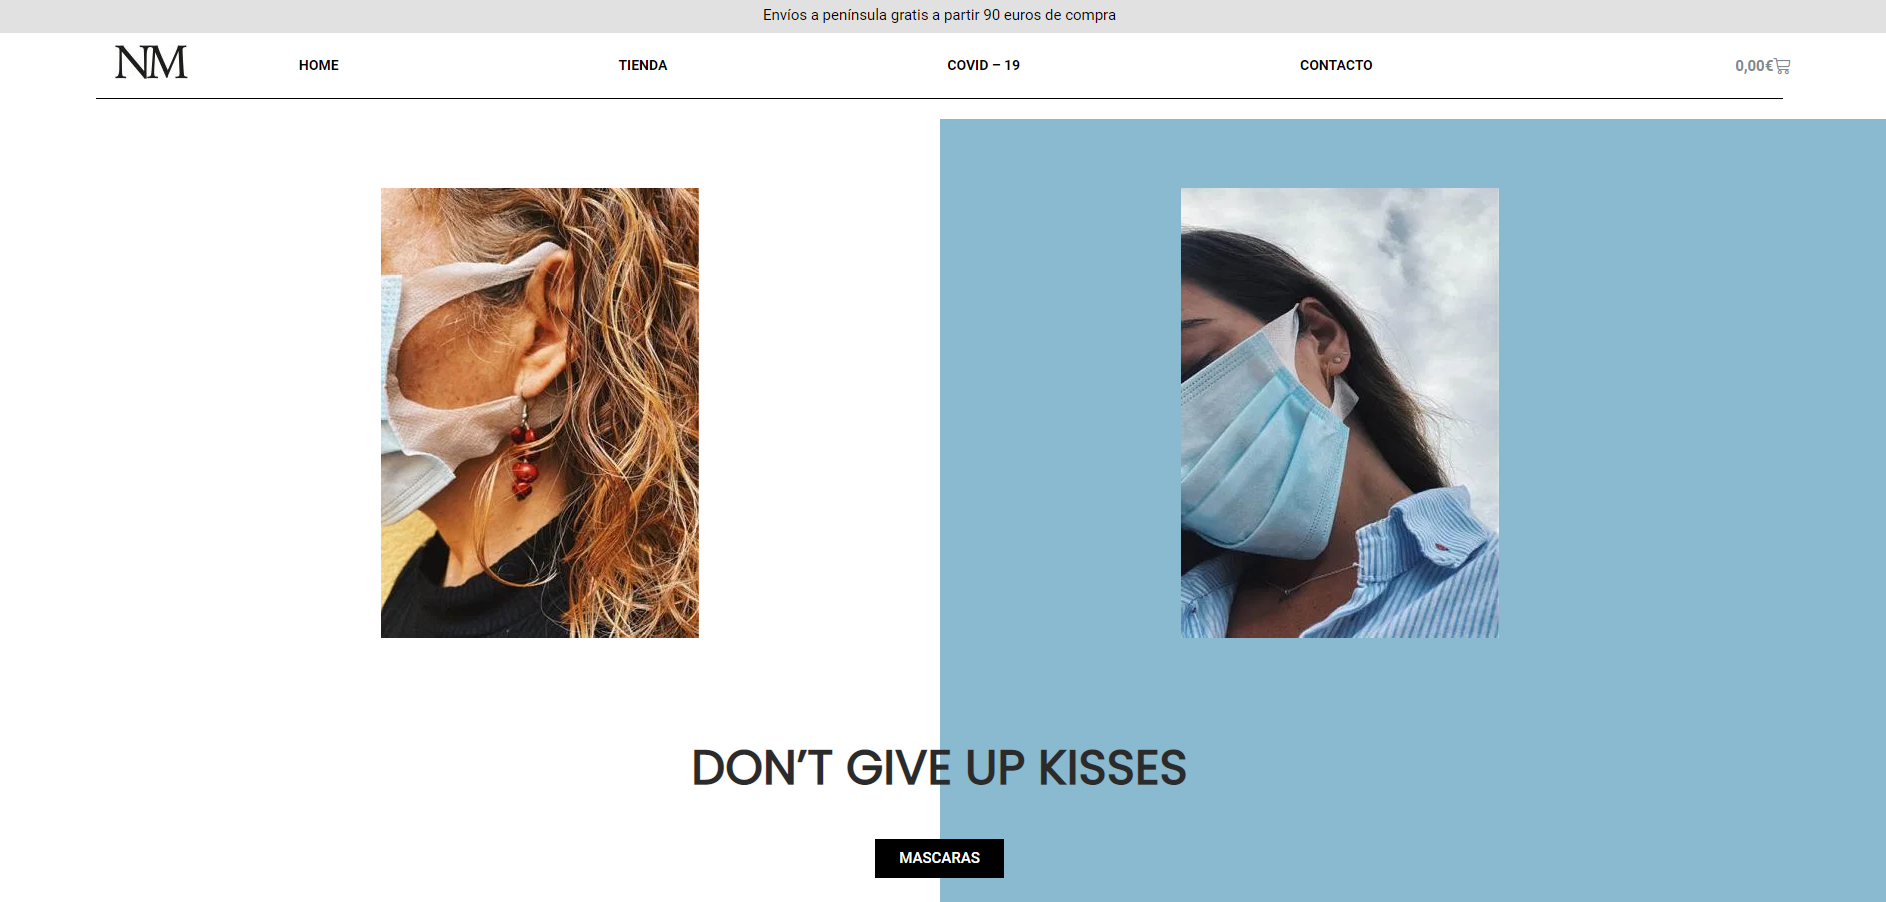 Envíos a península gratis a partir 90 euros de compra
NM
HOME
TIENDA
COVID – 19
CONTACTO
0,00€
DON’T GIVE UP KISSES
MASCARAS